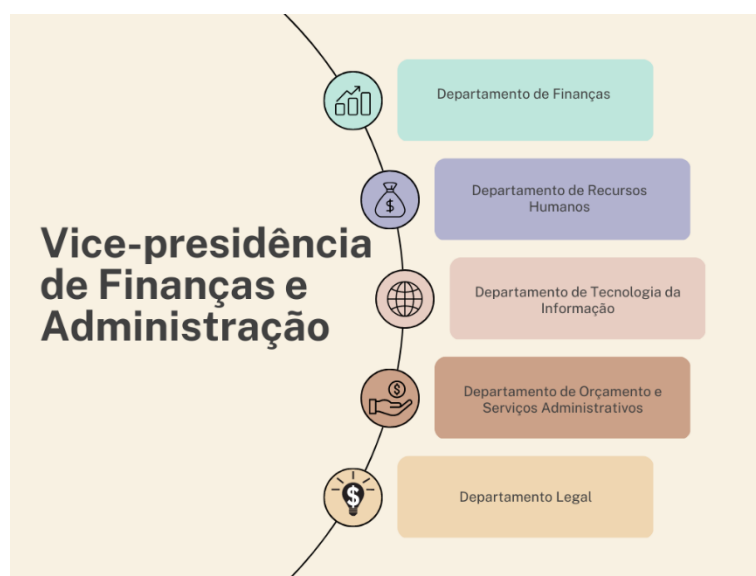 Departamento de Finanças
Departamento de Recursos
Humanos
Vice-presidência
de Finanças e
Administração
Departamento de Tecnologia da
Informação
Departamento de Orçamento e
Serviços Administrativos
Departamento Legal